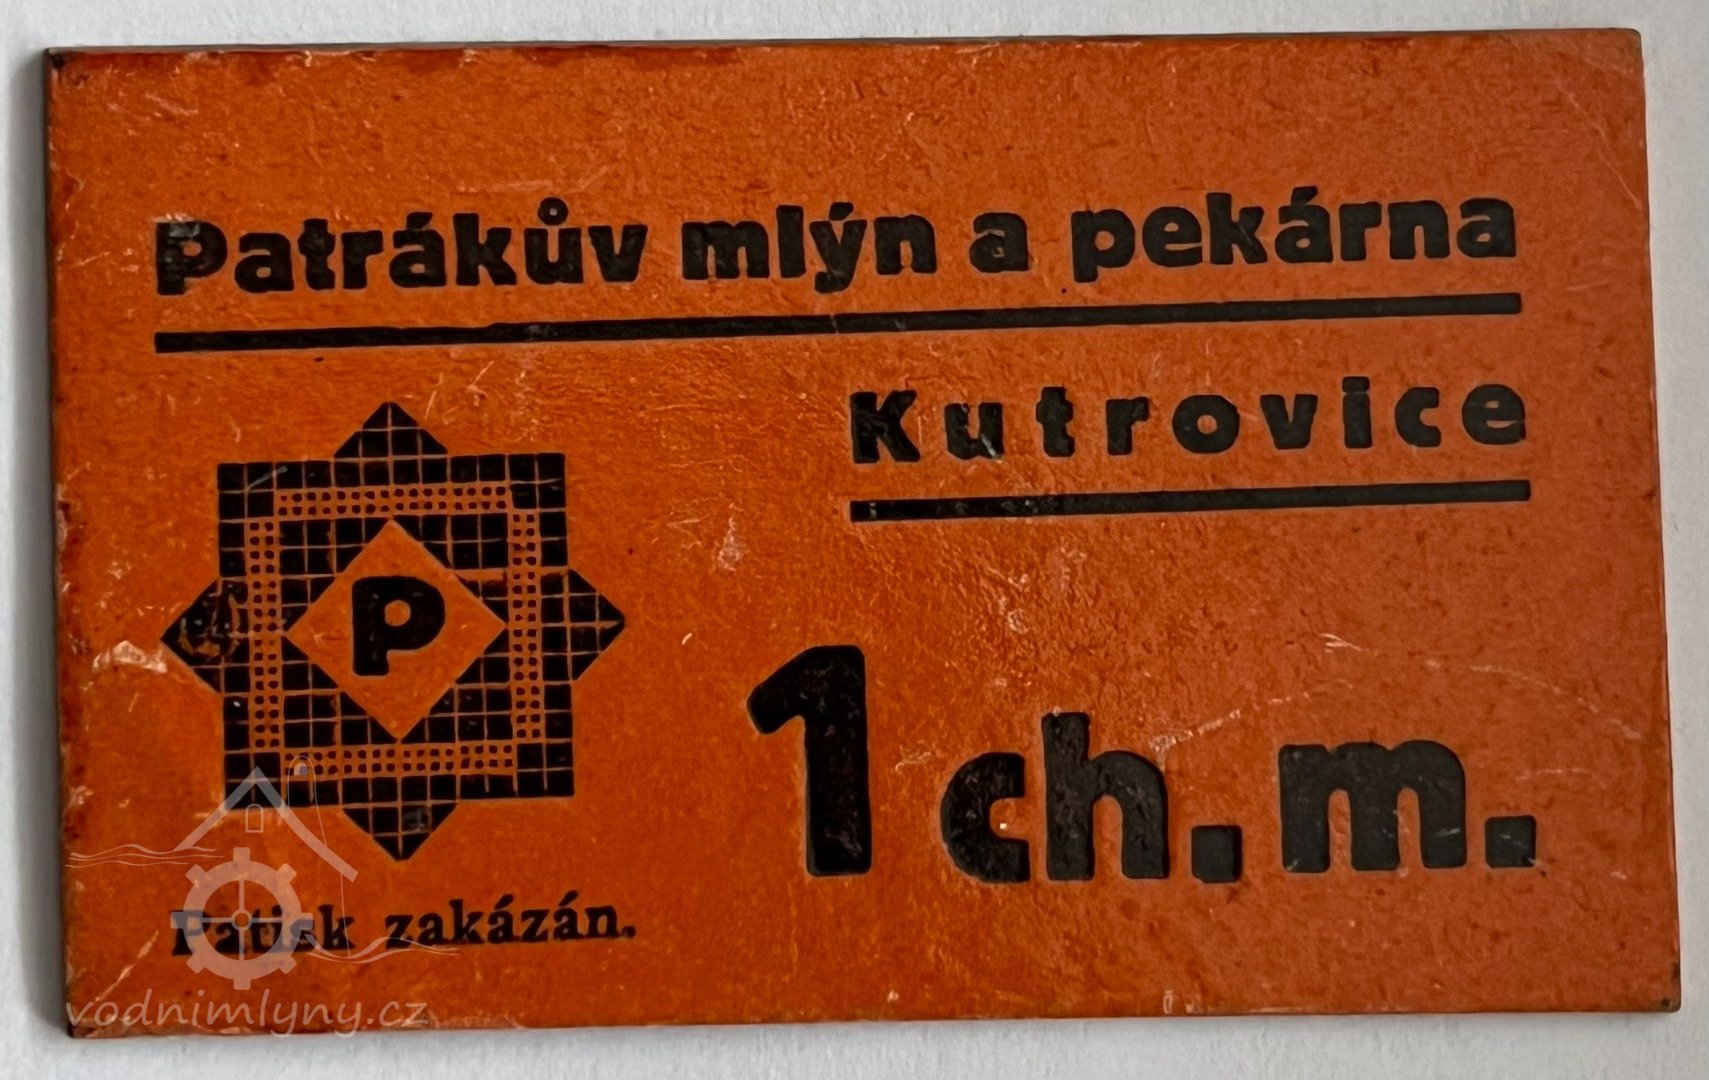 Patrákův mlýn a pekárna
Kutrovice
P
1 ch. m.
Patisk zakázán.
vodnimlyny.cz